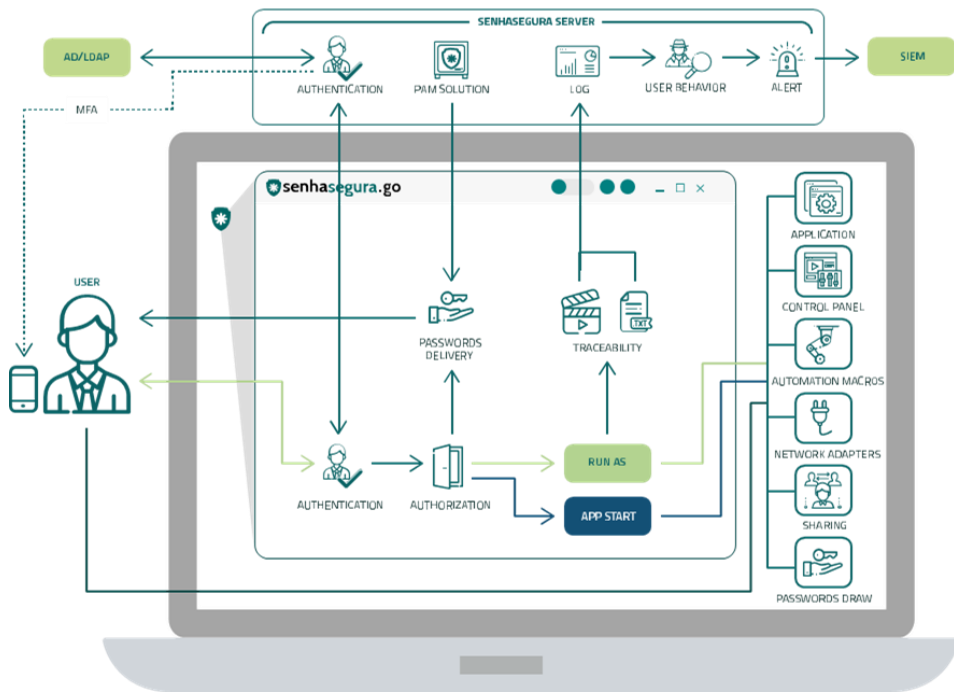 SENHASEGURA SERVER
AD/LDAP
AUTHENTICATION
PAM SOLUTION
LOG
USER BEHAVIOR
ALERT
SIEM
MFA
senhasegura.go
APPLICATION
CONTROL PANEL
USER
PASSWORDS
DELIVERY
TXT
TRACEABILITY
AUTOMATION MACROS
NETWORK ADAPTERS
RUN AS
AUTHENTICATION
AUTHORIZATION
APP START
SHARING
PASSWORDS DRAW